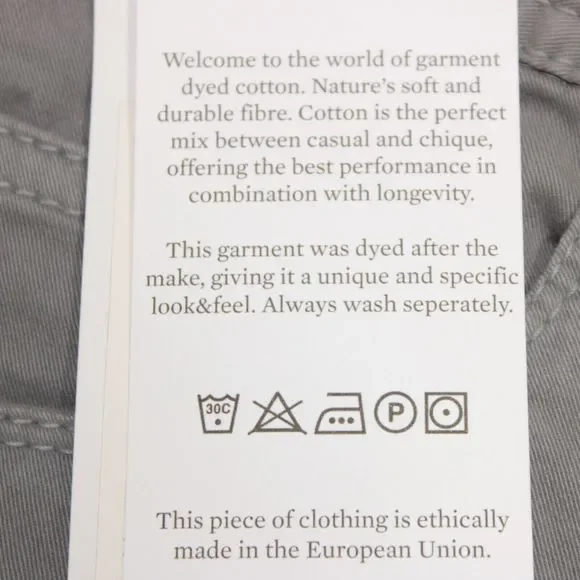 Welcome to the world of garment
dyed cotton. Nature's soft and
durable fibre. Cotton is the perfect
mix between casual and chique,
offering the best performance in
combination with longevity.
This garment was dyed after the
make, giving it a unique and specific
look&feel. Always wash seperately.
30C P
This piece of clothing is ethically
made in the European Union.